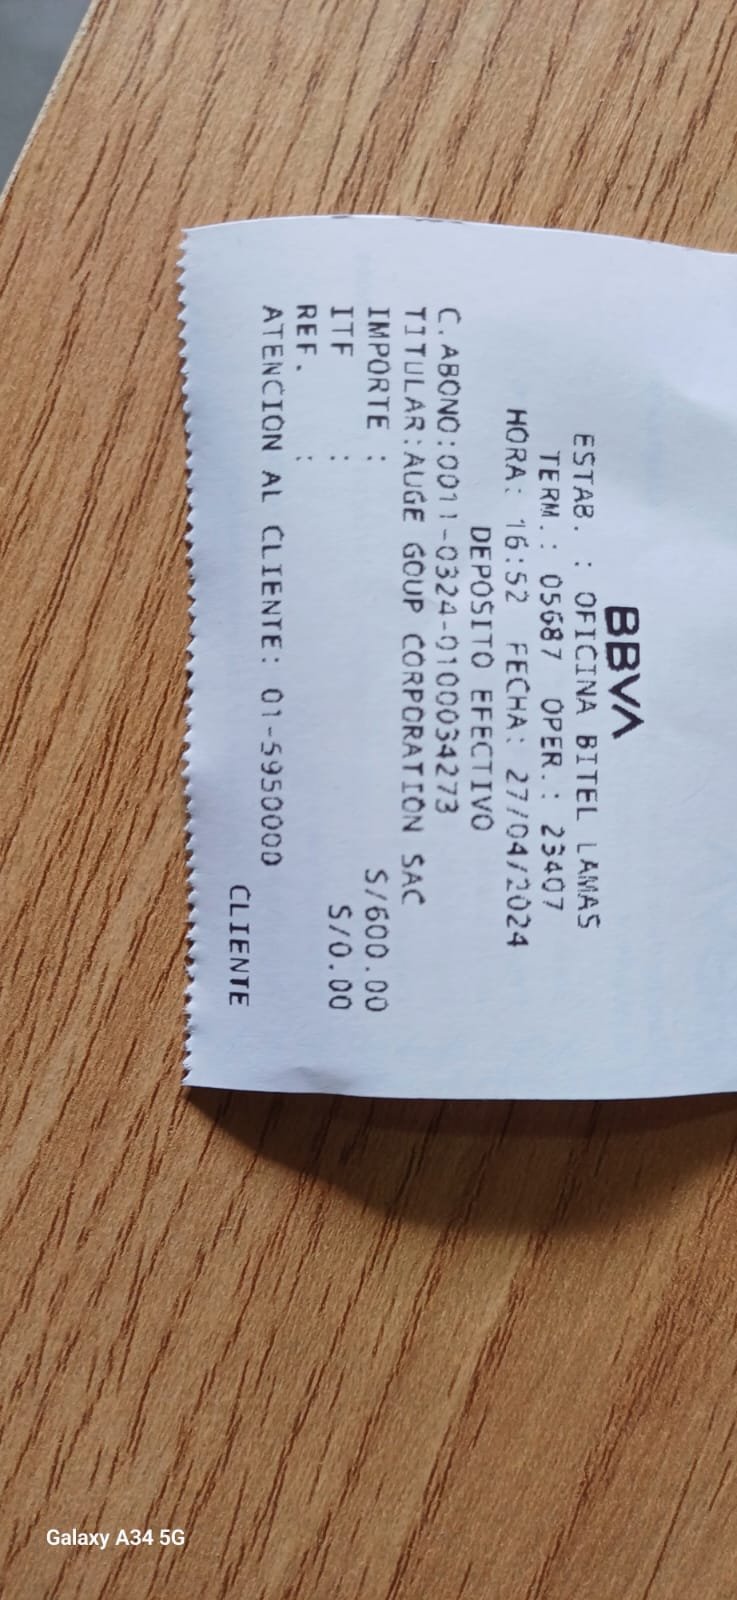 BBVA
ESTAB. : OFICINA BITEL LAMAS
TERM.: 05687 OPER.: 23407
HORA: 16:52 FECHA: 27/04/2024
DEPOSITO EFECTIVO
C.ABONO:0011-0324-0100034273
TITULAR:AUGE GOUP CORPORATION SAC
IMPORTE : S/600.00
ITF : S/0.00
REF. :
ATENCION AL CLIENTE: 01-5950000
CLIENTE
Galaxy A34 5G